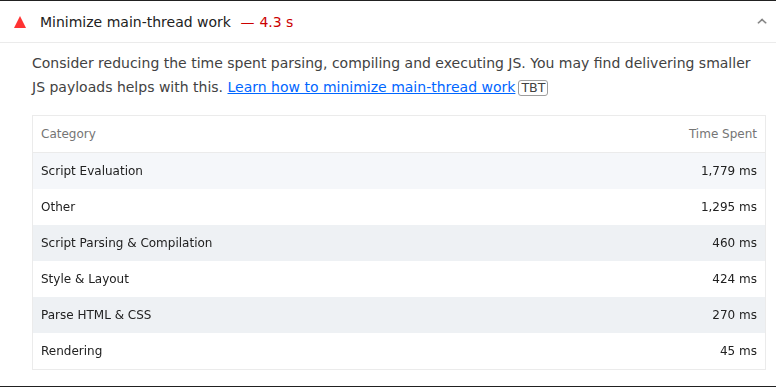 Minimize main-thread work — 4.3 s
Consider reducing the time spent parsing, compiling and executing JS. You may find delivering smaller
JS payloads helps with this. Learn how to minimize main-thread work TBT
Category Time Spent
Script Evaluation 1,779 ms
Other 1,295 ms
Script Parsing & Compilation 460 ms
Style & Layout 424 ms
Parse HTML & CSS 270 ms
Rendering 45 ms